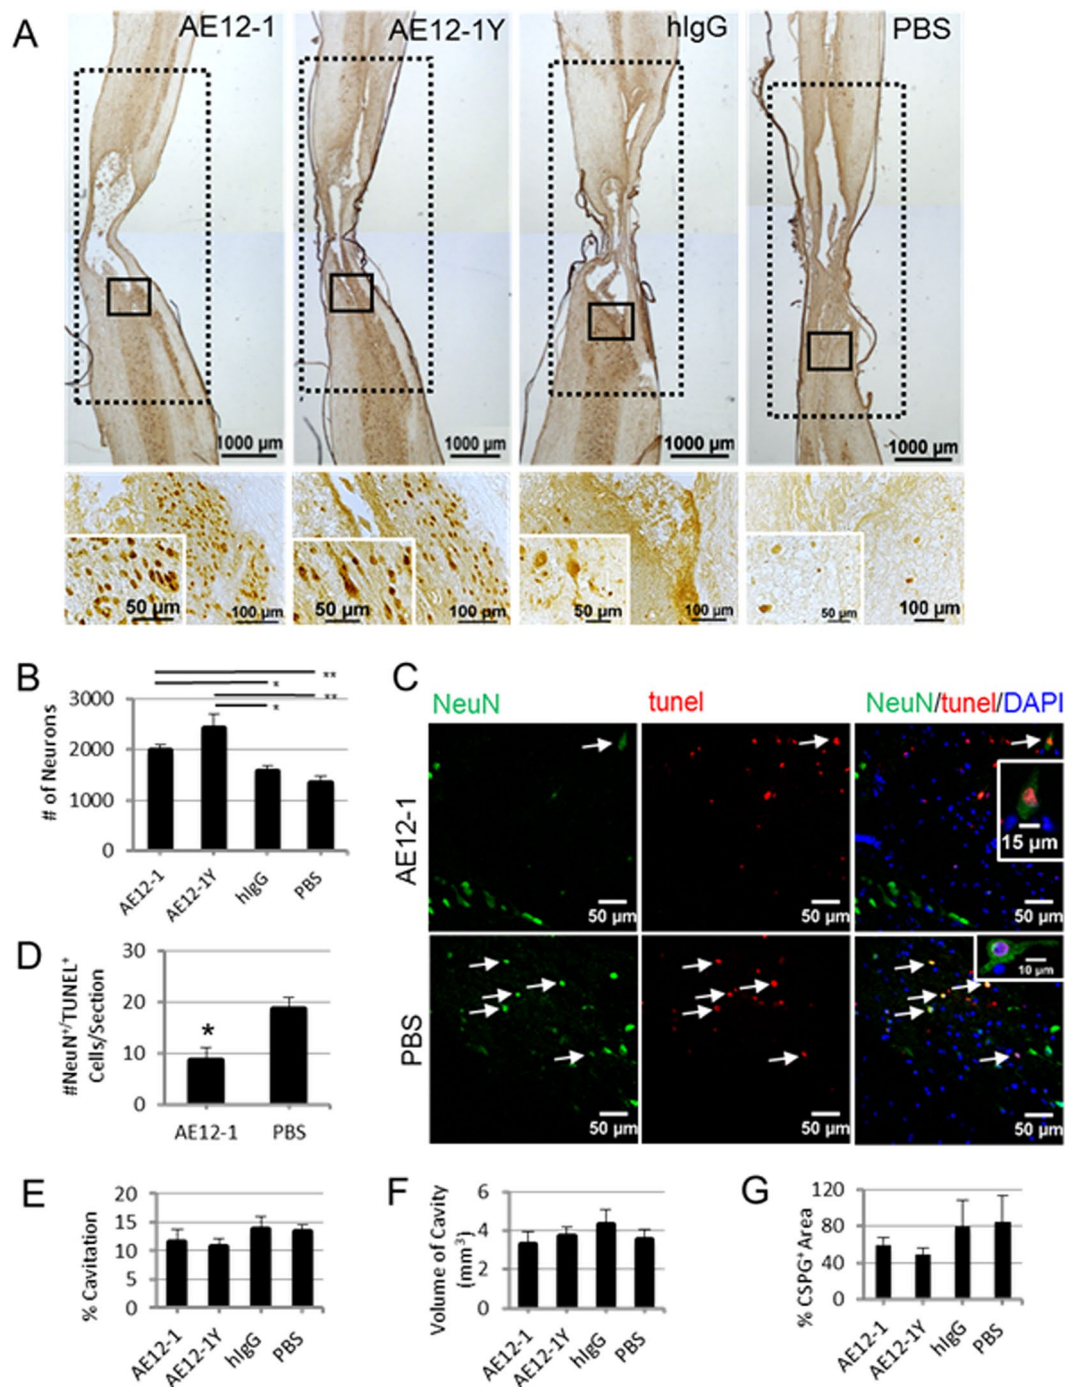 A
AE12-1
AE12-1Y
hIgG
PBS
1000 µm
1000 µm
1000 µm
1000 µm
50 µm
100 µm
50 µm
100 µm
50 µm
100 µm
50 µm
100 µm
B
**
*
**
*
# of Neurons
3000
2000
1000
0
AE12-1
AE12-1Y
hIgG
PBS
C
NeuN
tunel
NeuN/tunel/DAPI
AE12-1
50 µm
50 µm
15 µm
50 µm
PBS
50 µm
50 µm
10 µm
50 µm
D
#NeuN+/TUNEL+
Cells/Section
30
20
10
0
*
AE12-1
PBS
E
% Cavitation
20
15
10
5
0
AE12-1
AE12-1Y
hIgG
PBS
F
Volume of Cavity
(mm³)
6
4
2
0
AE12-1
AE12-1Y
hIgG
PBS
G
% CSPG+ Area
120
80
40
0
AE12-1
AE12-1Y
hIgG
PBS